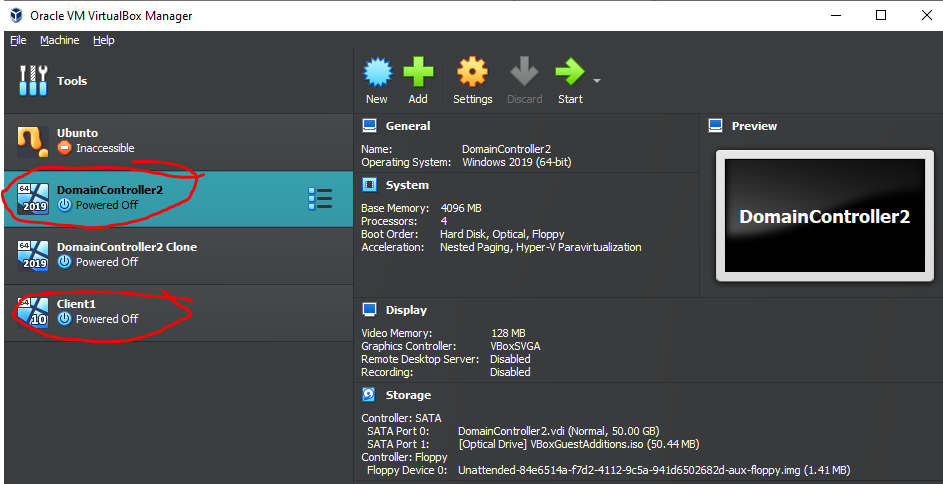 Oracle VM VirtualBox Manager
File Machine Help
Tools
New Add Settings Discard Start
Ubunto
Inaccessible
64
2019
DomainController2
Powered Off
64
2019
DomainController2 Clone
Powered Off
64
10
Client1
Powered Off
General
Name: DomainController2
Operating System: Windows 2019 (64-bit)
System
Base Memory: 4096 MB
Processors: 4
Boot Order: Hard Disk, Optical, Floppy
Acceleration: Nested Paging, Hyper-V Paravirtualization
Preview
DomainController2
Display
Video Memory: 128 MB
Graphics Controller: VBoxSVGA
Remote Desktop Server: Disabled
Recording: Disabled
Storage
Controller: SATA
SATA Port 0: DomainController2.vdi (Normal, 50.00 GB)
SATA Port 1: [Optical Drive] VBoxGuestAdditions.iso (50.44 MB)
Controller: Floppy
Floppy Device 0: Unattended-84e6514a-f7d2-4112-9c5a-941d6502682d-aux-floppy.img (1.41 MB)